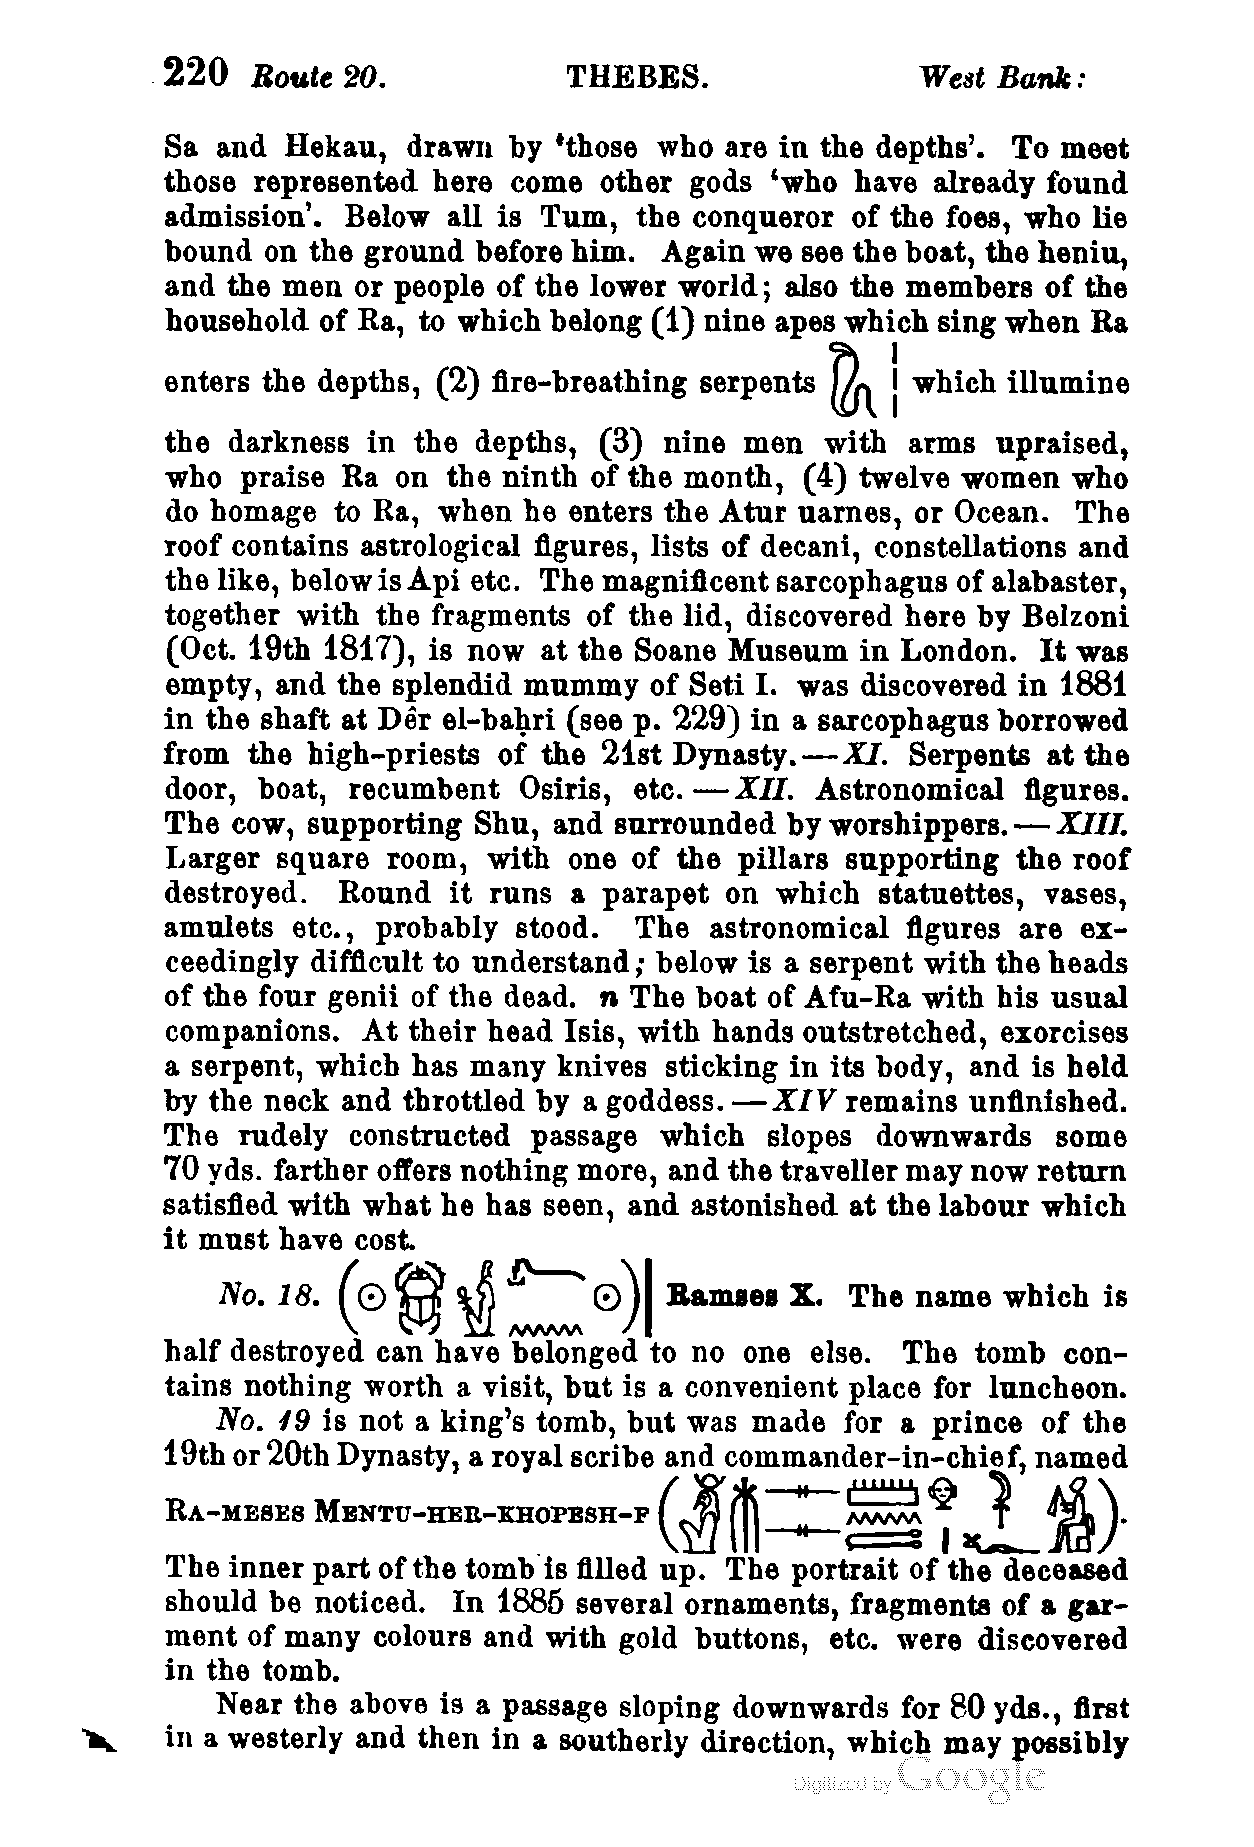 220 Route 20. THEBES. West Bank:
Sa and Hekau, drawn by 'those who are in the depths'. To meet
those represented here come other gods 'who have already found
admission'. Below all is Tum, the conqueror of the foes, who lie
bound on the ground before him. Again we see the boat, the heniu,
and the men or people of the lower world; also the members of the
household of Ra, to which belong (1) nine apes which sing when Ra
enters the depths, (2) fire-breathing serpents which illumine
the darkness in the depths, (3) nine men with arms upraised,
who praise Ra on the ninth of the month, (4) twelve women who
do homage to Ra, when he enters the Atur uarnes, or Ocean. The
roof contains astrological figures, lists of decani, constellations and
the like, below is Api etc. The magnificent sarcophagus of alabaster,
together with the fragments of the lid, discovered here by Belzoni
(Oct. 19th 1817), is now at the Soane Museum in London. It was
empty, and the splendid mummy of Seti I. was discovered in 1881
in the shaft at Dêr el-baḥri (see p. 229) in a sarcophagus borrowed
from the high-priests of the 21st Dynasty. — XI. Serpents at the
door, boat, recumbent Osiris, etc. — XII. Astronomical figures.
The cow, supporting Shu, and surrounded by worshippers. — XIII.
Larger square room, with one of the pillars supporting the roof
destroyed. Round it runs a parapet on which statuettes, vases,
amulets etc., probably stood. The astronomical figures are ex-
ceedingly difficult to understand; below is a serpent with the heads
of the four genii of the dead. n The boat of Afu-Ra with his usual
companions. At their head Isis, with hands outstretched, exorcises
a serpent, which has many knives sticking in its body, and is held
by the neck and throttled by a goddess. — XIV remains unfinished.
The rudely constructed passage which slopes downwards some
70 yds. farther offers nothing more, and the traveller may now return
satisfied with what he has seen, and astonished at the labour which
it must have cost.
No. 18. Ramses X. The name which is
half destroyed can have belonged to no one else. The tomb con-
tains nothing worth a visit, but is a convenient place for luncheon.
No. 19 is not a king's tomb, but was made for a prince of the
19th or 20th Dynasty, a royal scribe and commander-in-chief, named
RA-MESES MENTU-HER-KHOPESH-F .
The inner part of the tomb is filled up. The portrait of the deceased
should be noticed. In 1885 several ornaments, fragments of a gar-
ment of many colours and with gold buttons, etc. were discovered
in the tomb.
Near the above is a passage sloping downwards for 80 yds., first
in a westerly and then in a southerly direction, which may possibly
Digitized by Google